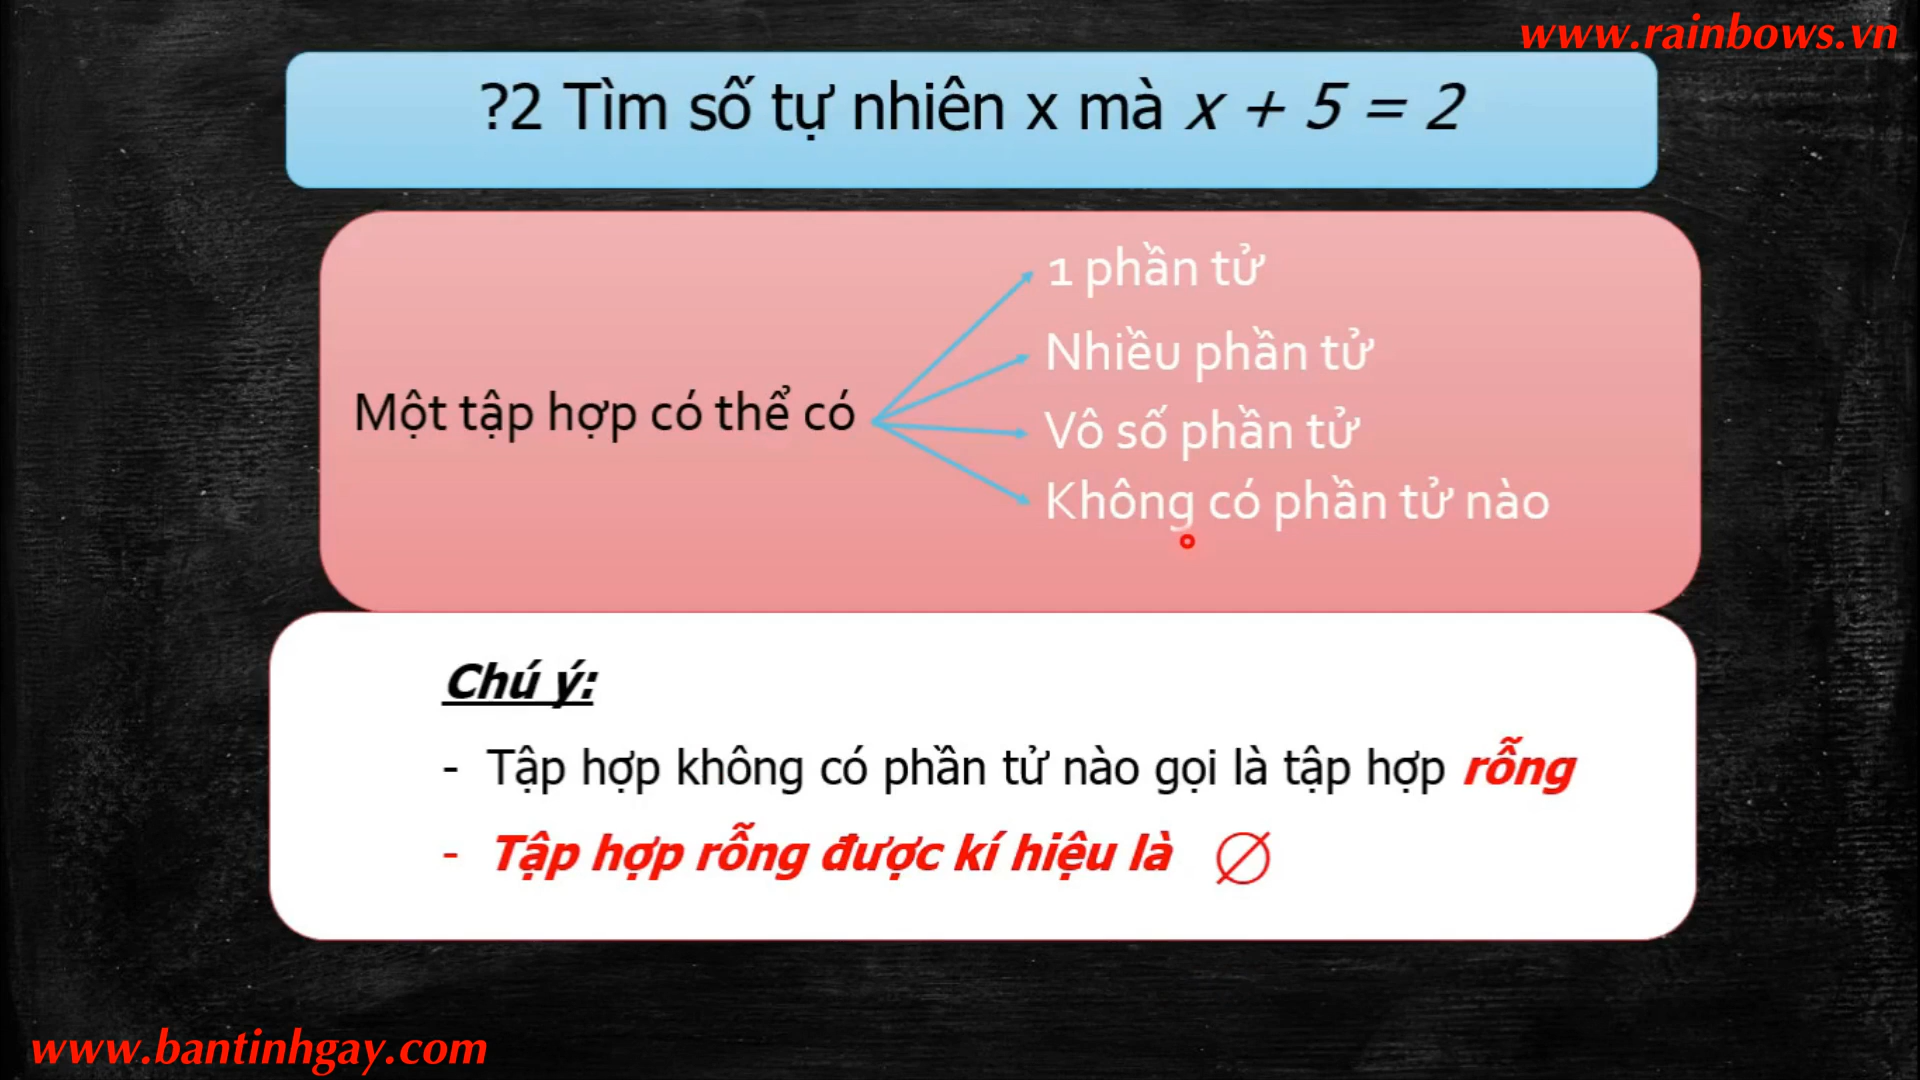 www.rainbows.vn
?2 Tìm số tự nhiên x mà x + 5 = 2
1 phần tử
Nhiều phần tử
Một tập hợp có thể có
Vô số phần tử
Không có phần tử nào
Chú ý:
- Tập hợp không có phần tử nào gọi là tập hợp rỗng
- Tập hợp rỗng được kí hiệu là ∅
www.bantinhgay.com